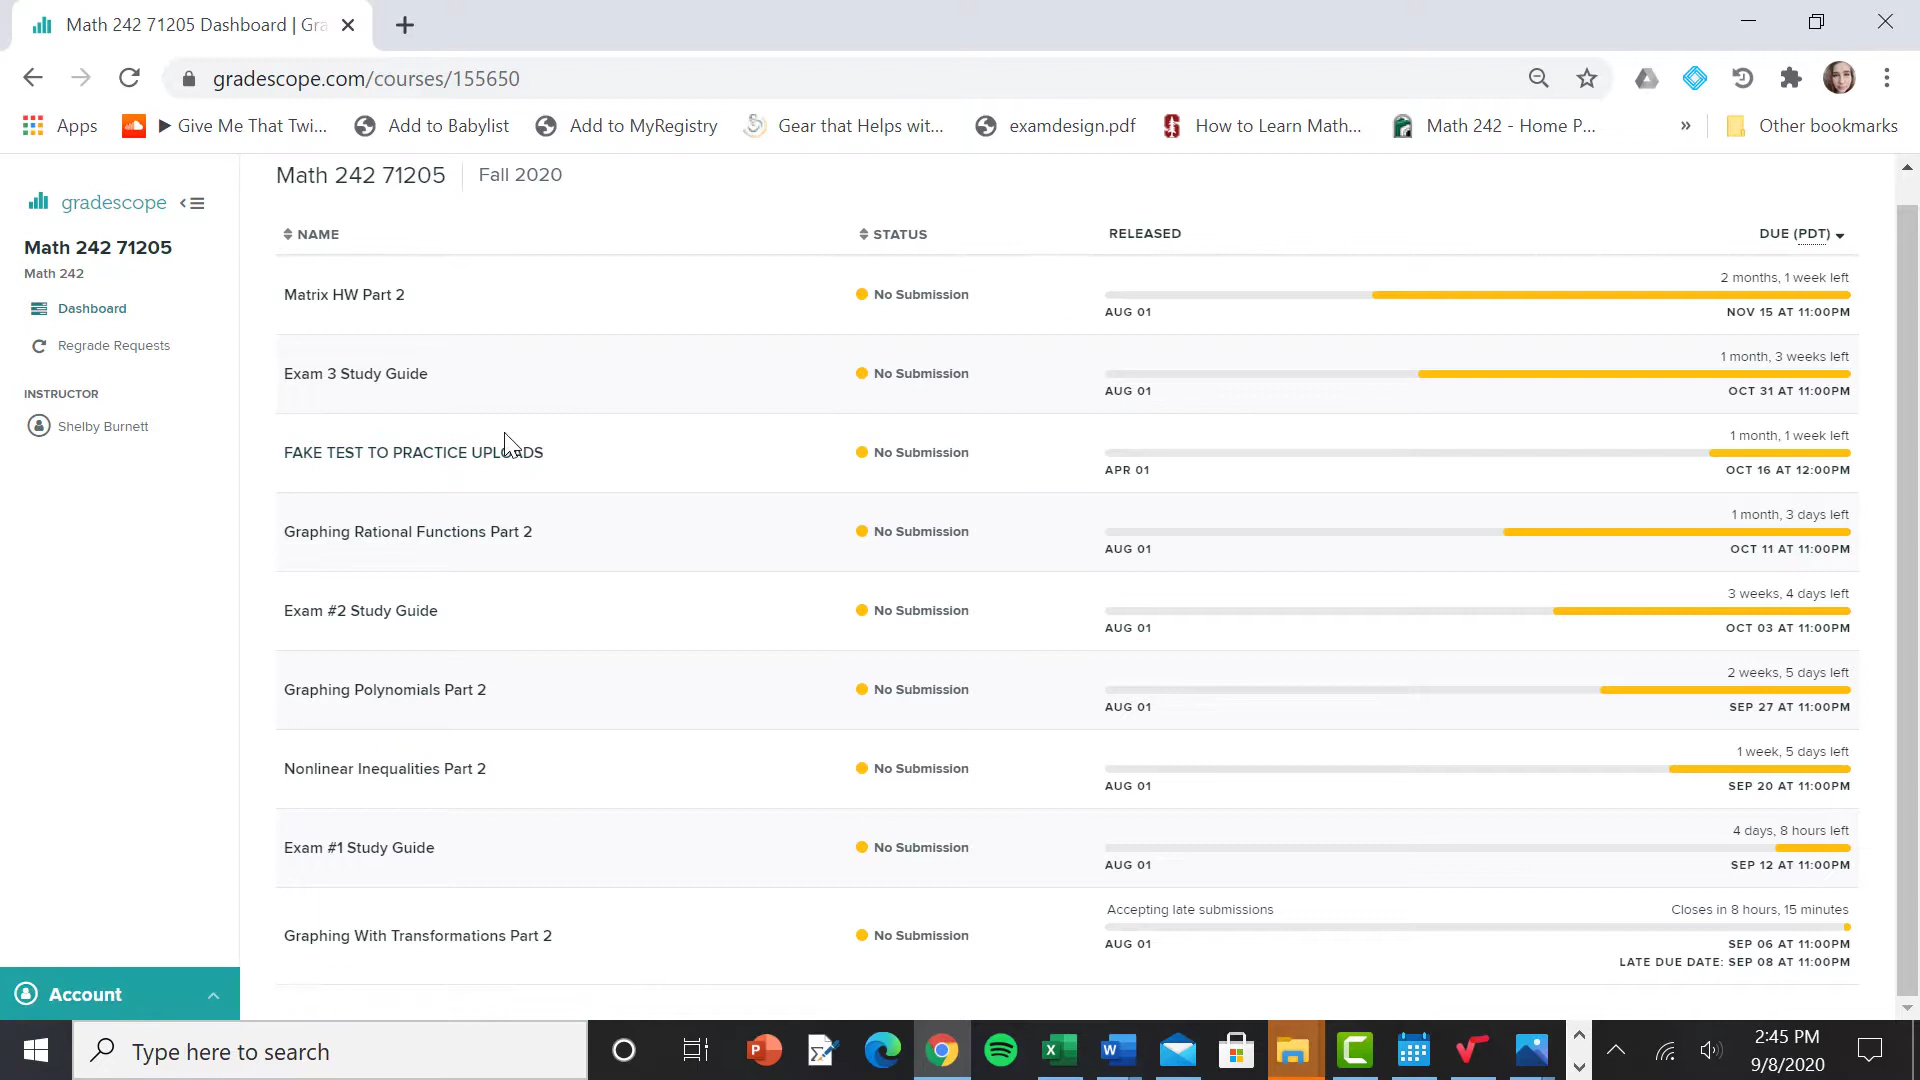 Math 242 71205 Dashboard | Gra
gradescope.com/courses/155650
Apps
▶ Give Me That Twi...
Add to Babylist
Add to MyRegistry
Gear that Helps wit...
examdesign.pdf
How to Learn Math...
Math 242 - Home P...
»
Other bookmarks
gradescope
Math 242 71205
Math 242
Dashboard
Regrade Requests
INSTRUCTOR
Shelby Burnett
Account
Math 242 71205 | Fall 2020
NAME STATUS RELEASED DUE (PDT)
2 months, 1 week left
Matrix HW Part 2 No Submission
AUG 01 NOV 15 AT 11:00PM
1 month, 3 weeks left
Exam 3 Study Guide No Submission
AUG 01 OCT 31 AT 11:00PM
1 month, 1 week left
FAKE TEST TO PRACTICE UPLOADS No Submission
APR 01 OCT 16 AT 12:00PM
1 month, 3 days left
Graphing Rational Functions Part 2 No Submission
AUG 01 OCT 11 AT 11:00PM
3 weeks, 4 days left
Exam #2 Study Guide No Submission
AUG 01 OCT 03 AT 11:00PM
2 weeks, 5 days left
Graphing Polynomials Part 2 No Submission
AUG 01 SEP 27 AT 11:00PM
1 week, 5 days left
Nonlinear Inequalities Part 2 No Submission
AUG 01 SEP 20 AT 11:00PM
4 days, 8 hours left
Exam #1 Study Guide No Submission
AUG 01 SEP 12 AT 11:00PM
Accepting late submissions Closes in 8 hours, 15 minutes
Graphing With Transformations Part 2 No Submission
AUG 01 SEP 06 AT 11:00PM
LATE DUE DATE: SEP 08 AT 11:00PM
Type here to search
2:45 PM
9/8/2020